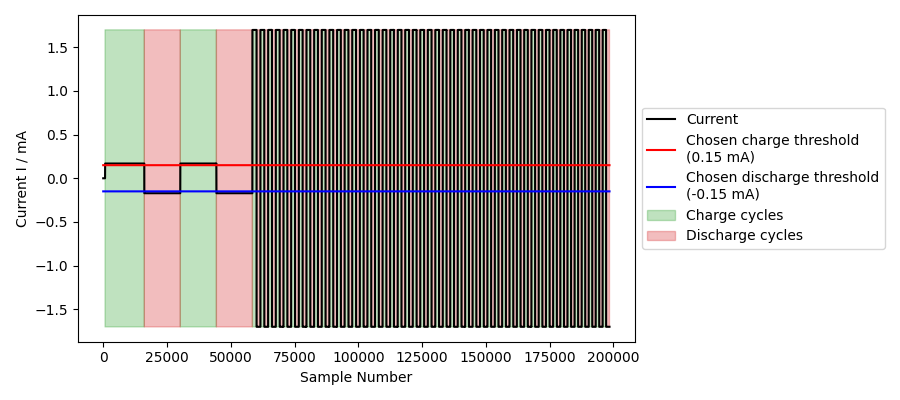 1.5
1.0
0.5
0.0
−0.5
−1.0
−1.5
Current I / mA
0 25000 50000 75000 100000 125000 150000 175000 200000
Sample Number
Current
Chosen charge threshold
(0.15 mA)
Chosen discharge threshold
(-0.15 mA)
Charge cycles
Discharge cycles